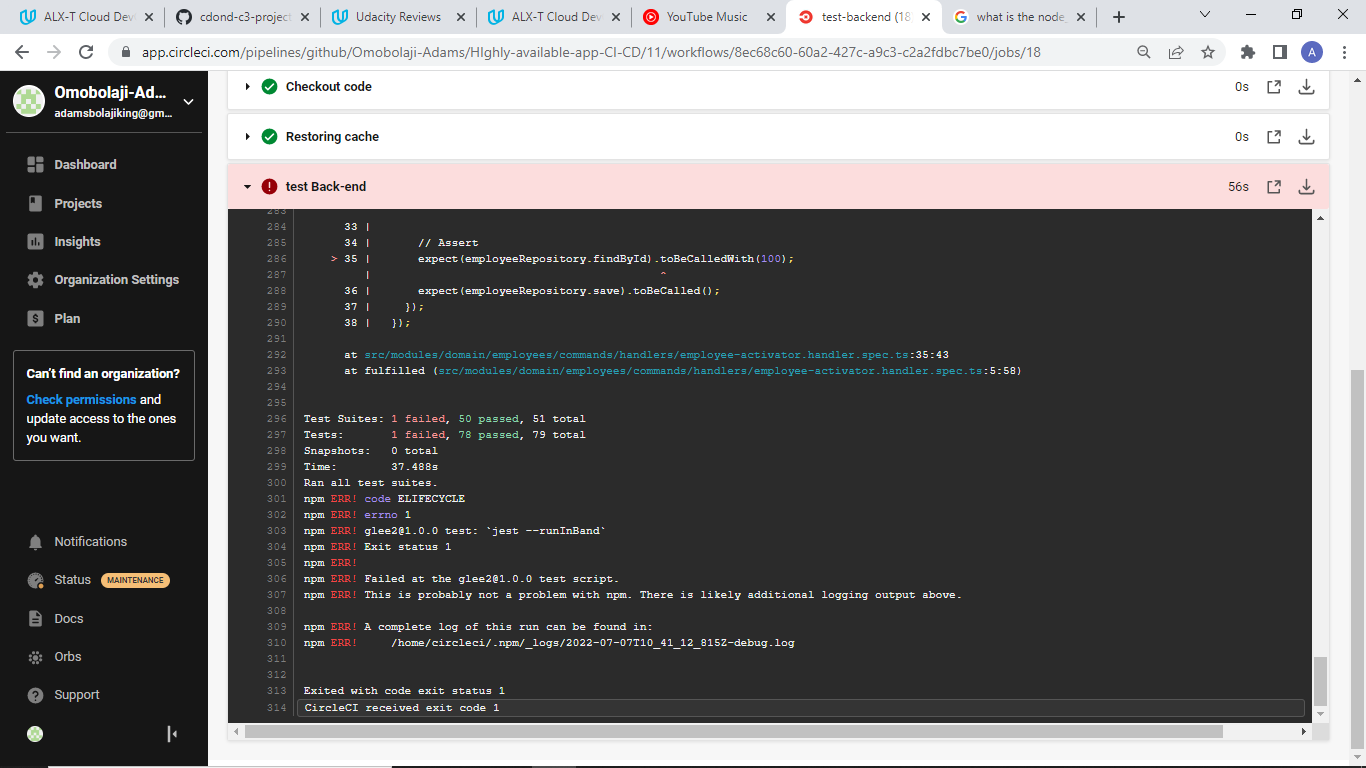 ALX-T Cloud Dev
cdond-c3-project
Udacity Reviews
ALX-T Cloud Dev
YouTube Music
test-backend (18
what is the node
app.circleci.com/pipelines/github/Omobolaji-Adams/HIghly-available-app-CI-CD/11/workflows/8ec68c60-60a2-427c-a9c3-c2a2fdbc7be0/jobs/18
A
Omobolaji-Ad...
adamsbolajiking@gm...
Dashboard
Projects
Insights
Organization Settings
Plan
Can't find an organization?
Check permissions and
update access to the ones
you want.
Notifications
Status MAINTENANCE
Docs
Orbs
Support
Checkout code 0s
Restoring cache 0s
test Back-end 56s
283
284 33 |
285 34 | // Assert
286 > 35 | expect(employeeRepository.findById).toBeCalledWith(100);
287 | ^
288 36 | expect(employeeRepository.save).toBeCalled();
289 37 | });
290 38 | });
291
292 at src/modules/domain/employees/commands/handlers/employee-activator.handler.spec.ts:35:43
293 at fulfilled (src/modules/domain/employees/commands/handlers/employee-activator.handler.spec.ts:5:58)
294
295
296 Test Suites: 1 failed, 50 passed, 51 total
297 Tests: 1 failed, 78 passed, 79 total
298 Snapshots: 0 total
299 Time: 37.488s
300 Ran all test suites.
301 npm ERR! code ELIFECYCLE
302 npm ERR! errno 1
303 npm ERR! glee2@1.0.0 test: `jest --runInBand`
304 npm ERR! Exit status 1
305 npm ERR!
306 npm ERR! Failed at the glee2@1.0.0 test script.
307 npm ERR! This is probably not a problem with npm. There is likely additional logging output above.
308
309 npm ERR! A complete log of this run can be found in:
310 npm ERR! /home/circleci/.npm/_logs/2022-07-07T10_41_12_815Z-debug.log
311
312
313 Exited with code exit status 1
314 CircleCI received exit code 1